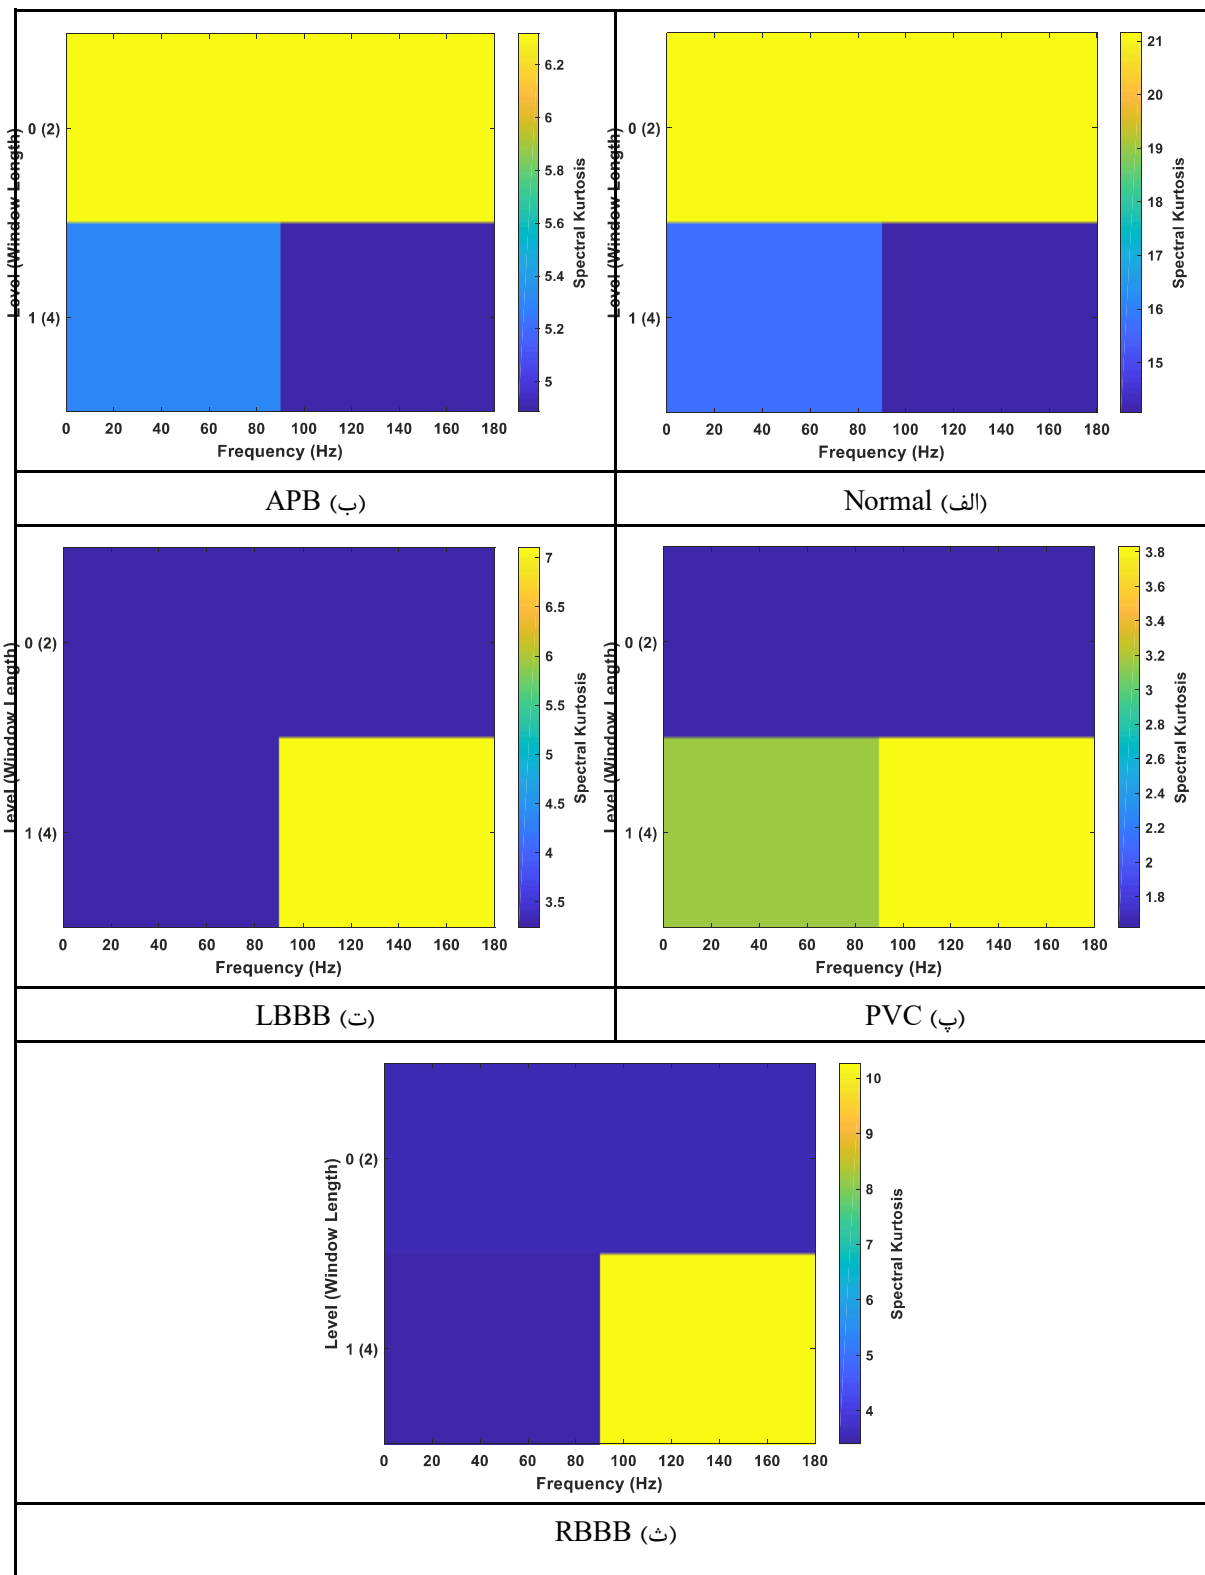 6.2
6
5.8
5.6
5.4
5.2
5
Spectral Kurtosis
Level (Window Length)
0 (2)
1 (4)
0 20 40 60 80 100 120 140 160 180
Frequency (Hz)
21
20
19
18
17
16
15
Spectral Kurtosis
Level (Window Length)
0 (2)
1 (4)
0 20 40 60 80 100 120 140 160 180
Frequency (Hz)
(ب) APB
(الف) Normal
7
6.5
6
5.5
5
4.5
4
3.5
Spectral Kurtosis
Level (Window Length)
0 (2)
1 (4)
0 20 40 60 80 100 120 140 160 180
Frequency (Hz)
3.8
3.6
3.4
3.2
3
2.8
2.6
2.4
2.2
2
1.8
Spectral Kurtosis
Level (Window Length)
0 (2)
1 (4)
0 20 40 60 80 100 120 140 160 180
Frequency (Hz)
(ت) LBBB
(پ) PVC
10
9
8
7
6
5
4
Spectral Kurtosis
Level (Window Length)
0 (2)
1 (4)
0 20 40 60 80 100 120 140 160 180
Frequency (Hz)
(ث) RBBB